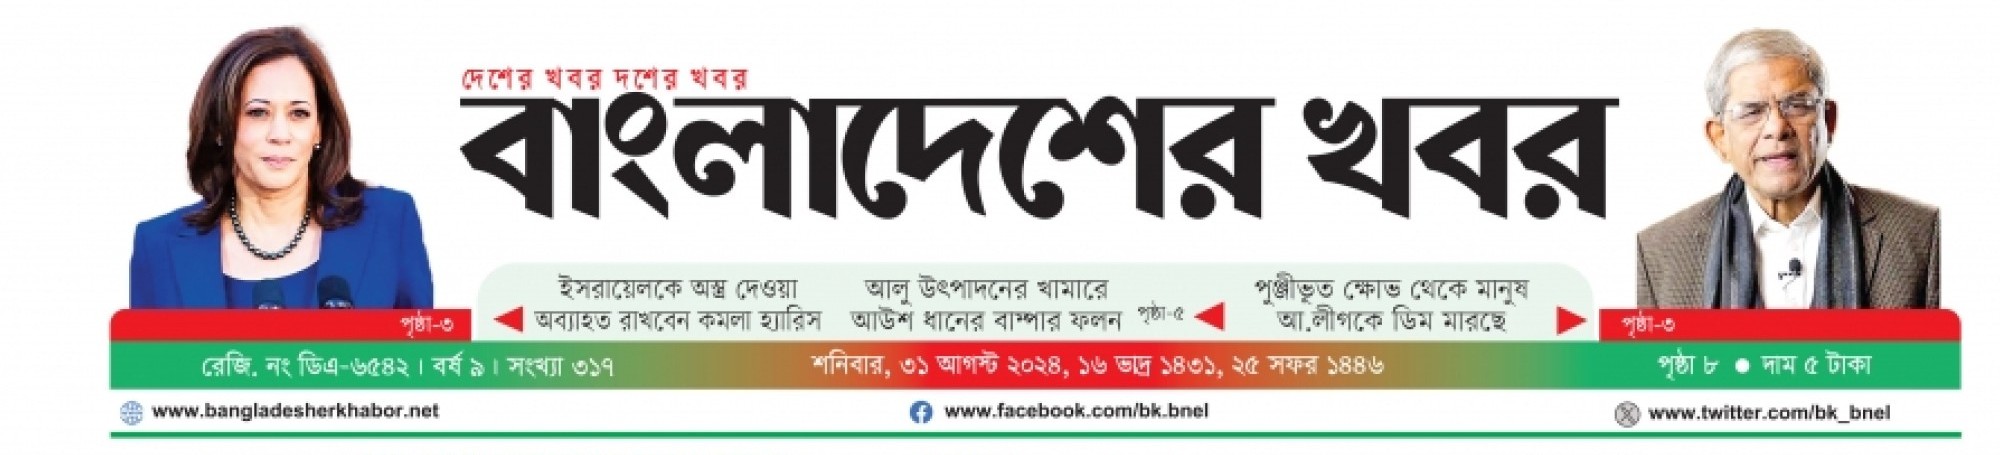 দেশের খবর দশের খবর
বাংলাদেশের খবর
ইসরায়েলকে অস্ত্র দেওয়া
অব্যাহত রাখবেন কমলা হ্যারিস
পৃষ্ঠা-৩
আলু উৎপাদনের খামারে
আউশ ধানের বাম্পার ফলন
পৃষ্ঠা-৫
পুঞ্জীভূত ক্ষোভ থেকে মানুষ
আ.লীগকে ডিম মারছে
পৃষ্ঠা-৩
রেজি. নং ডিএ-৬৫৪২। বর্ষ ৯। সংখ্যা ৩১৭
শনিবার, ৩১ আগস্ট ২০২৪, ১৬ ভাদ্র ১৪৩১, ২৫ সফর ১৪৪৬
পৃষ্ঠা ৮ ● দাম ৫ টাকা
www.bangladesherkhabor.net
www.facebook.com/bk.bnel
www.twitter.com/bk_bnel